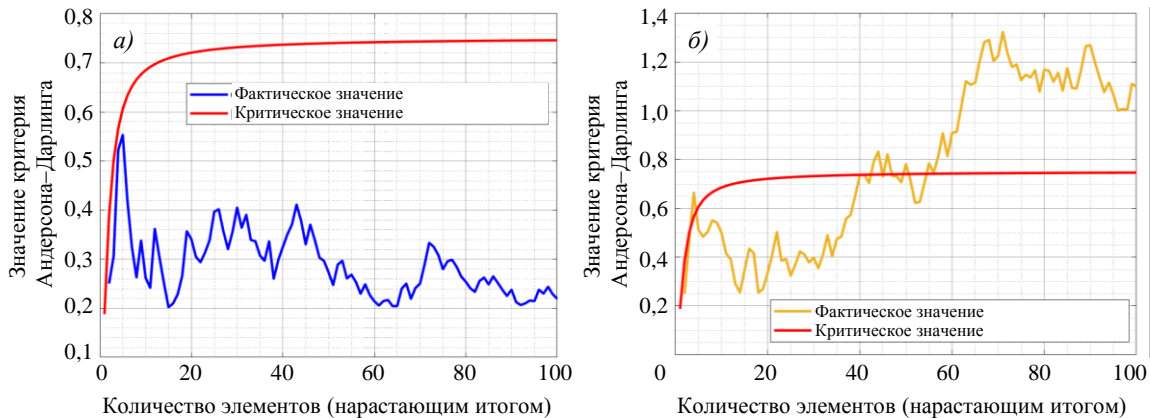 а)
0,8
0,7
0,6
0,5
0,4
0,3
0,2
0,1
0
20
40
60
80
100
Значение критерия
Андерсона–Дарлинга
Количество элементов (нарастающим итогом)
Фактическое значение
Критическое значение
б)
1,4
1,2
1,0
0,8
0,6
0,4
0,2
0
20
40
60
80
100
Значение критерия
Андерсона–Дарлинга
Количество элементов (нарастающим итогом)
Фактическое значение
Критическое значение